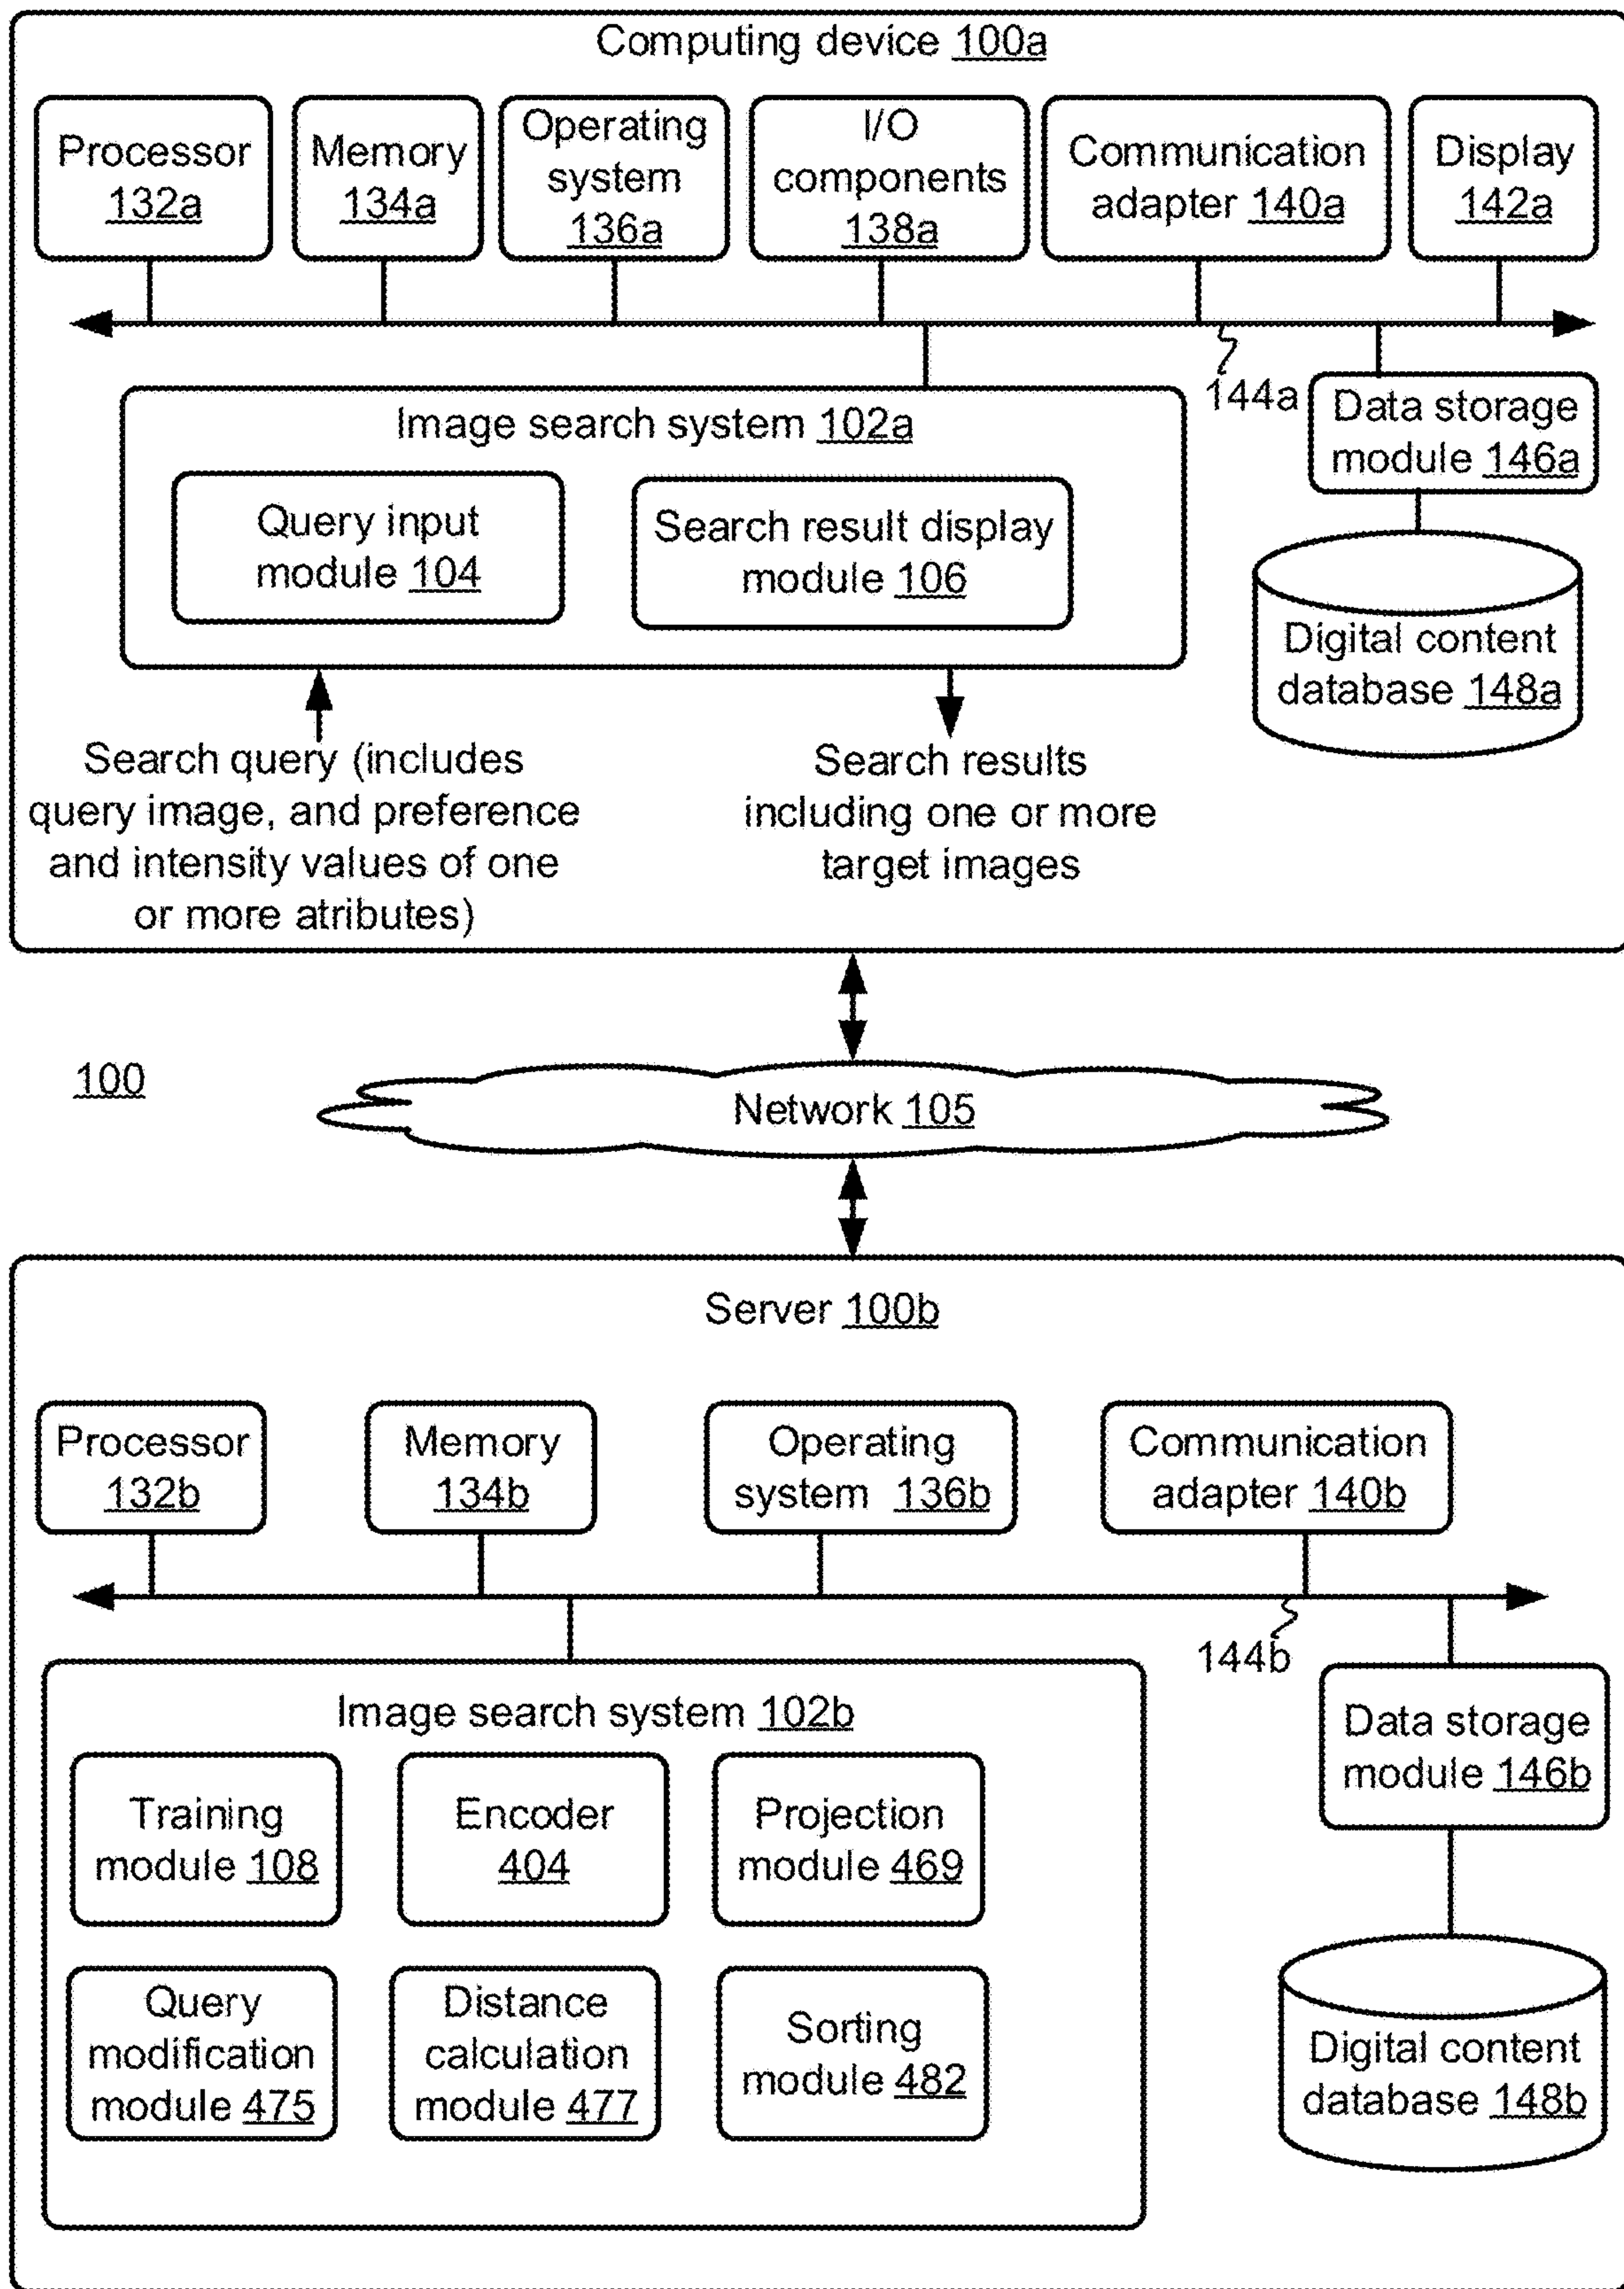 Computing device 100a
Processor
132a
Memory
134a
Operating
system
136a
I/O
components
138a
Communication
adapter 140a
Display
142a
144a
Image search system 102a
Query input
module 104
Search result display
module 106
Data storage
module 146a
Digital content
database 148a
Search query (includes
query image, and preference
and intensity values of one
or more atributes)
Search results
including one or more
target images
100
Network 105
Server 100b
Processor
132b
Memory
134b
Operating
system 136b
Communication
adapter 140b
144b
Image search system 102b
Training
module 108
Encoder
404
Projection
module 469
Query
modification
module 475
Distance
calculation
module 477
Sorting
module 482
Data storage
module 146b
Digital content
database 148b